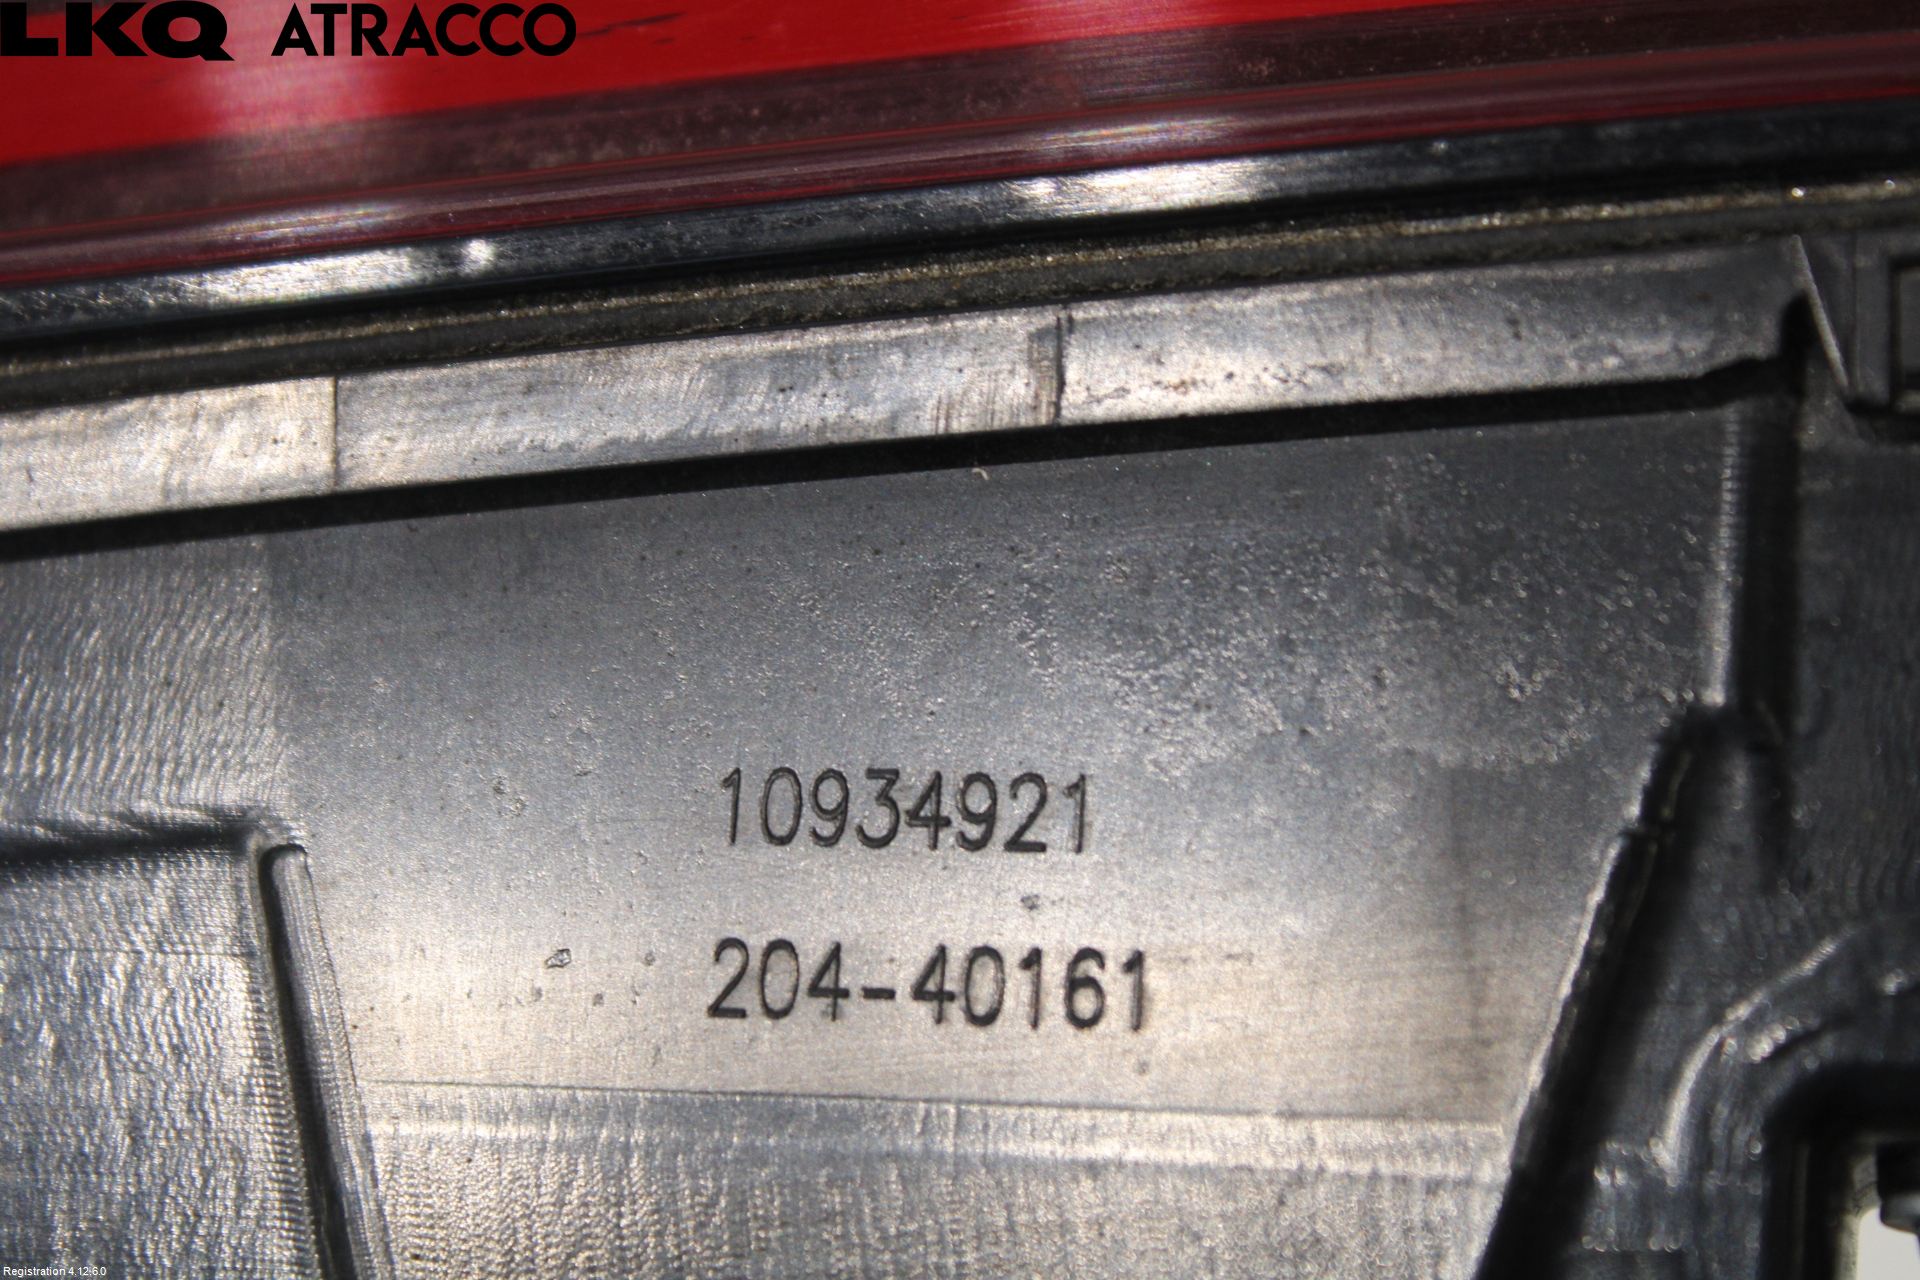 LKQ ATRACCO
10934921
204-40161
Registration 4.12.6.0